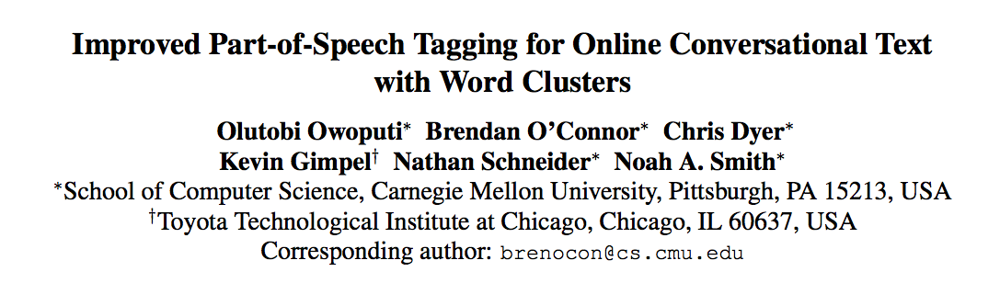 Improved Part-of-Speech Tagging for Online Conversational Text
with Word Clusters
Olutobi Owoputi* Brendan O’Connor* Chris Dyer*
Kevin Gimpel† Nathan Schneider* Noah A. Smith*
*School of Computer Science, Carnegie Mellon University, Pittsburgh, PA 15213, USA
†Toyota Technological Institute at Chicago, Chicago, IL 60637, USA
Corresponding author: brenocon@cs.cmu.edu